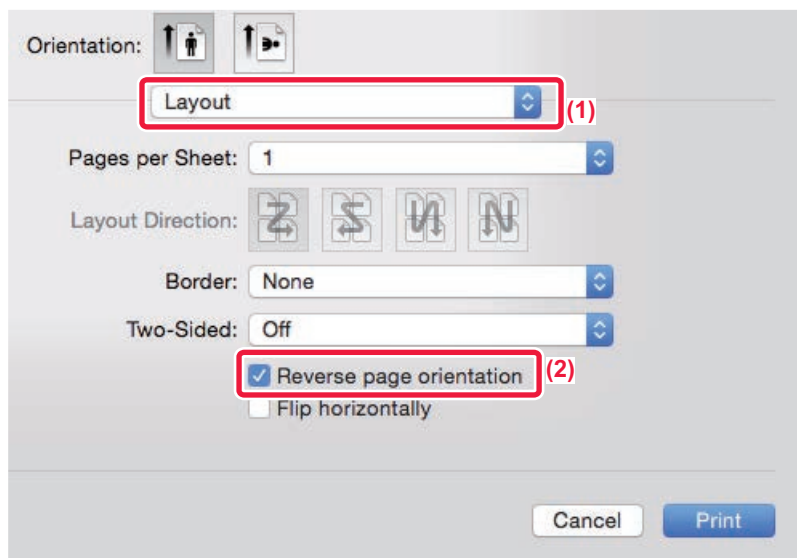 Orientation:
Layout
(1)
Pages per Sheet: 1
Layout Direction:
Border: None
Two-Sided: Off
Reverse page orientation
(2)
Flip horizontally
Cancel Print